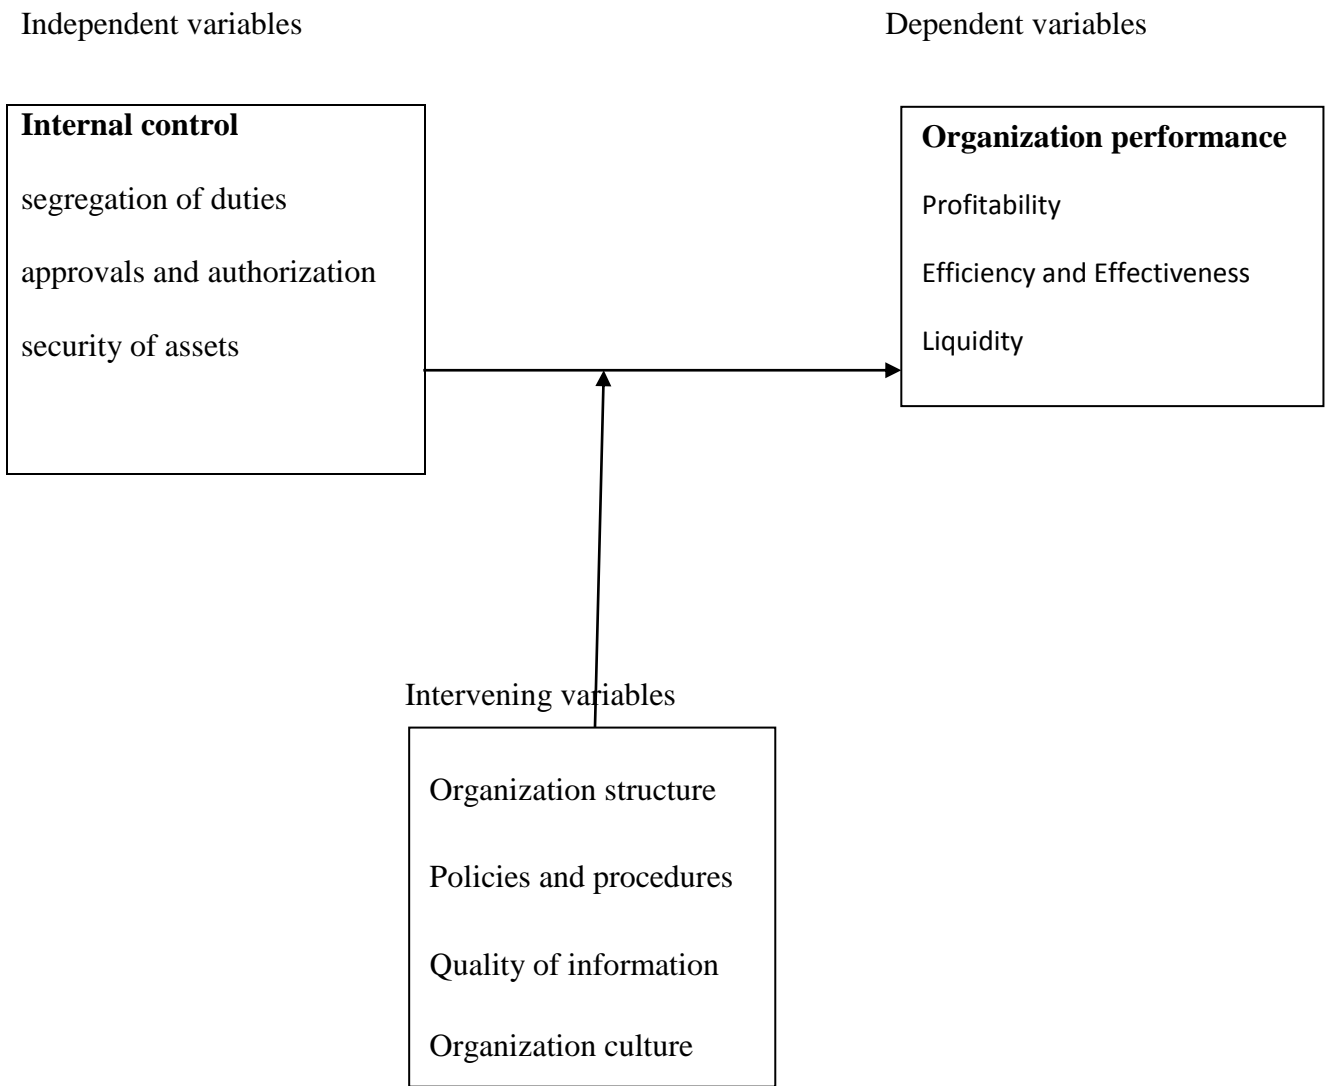 Independent variables
Dependent variables
Internal control
segregation of duties
approvals and authorization
security of assets
Organization performance
Profitability
Efficiency and Effectiveness
Liquidity
Intervening variables
Organization structure
Policies and procedures
Quality of information
Organization culture